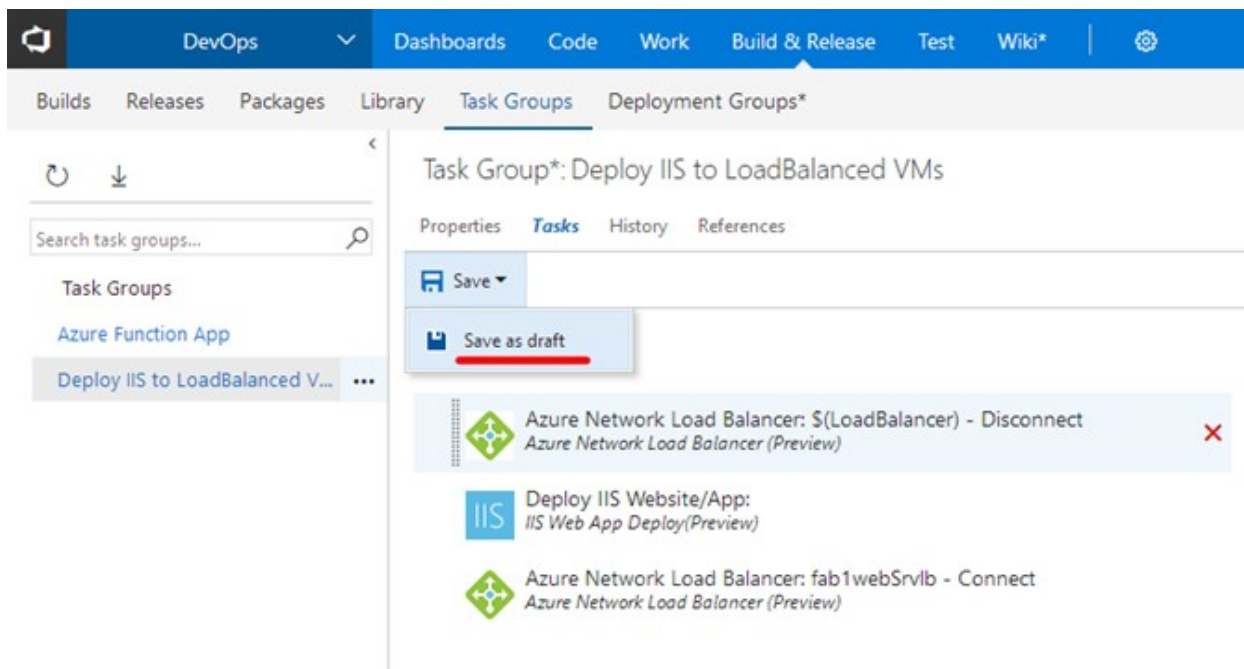 DevOps Dashboards Code Work Build & Release Test Wiki*
Builds Releases Packages Library Task Groups Deployment Groups*
Task Group*: Deploy IIS to LoadBalanced VMs
Search task groups...
Properties Tasks History References
Task Groups
Save
Azure Function App
Save as draft
Deploy IIS to LoadBalanced V... •••
Azure Network Load Balancer: $(LoadBalancer) - Disconnect
Azure Network Load Balancer (Preview)
IIS
Deploy IIS Website/App:
IIS Web App Deploy(Preview)
Azure Network Load Balancer: fab1webSrvlb - Connect
Azure Network Load Balancer (Preview)